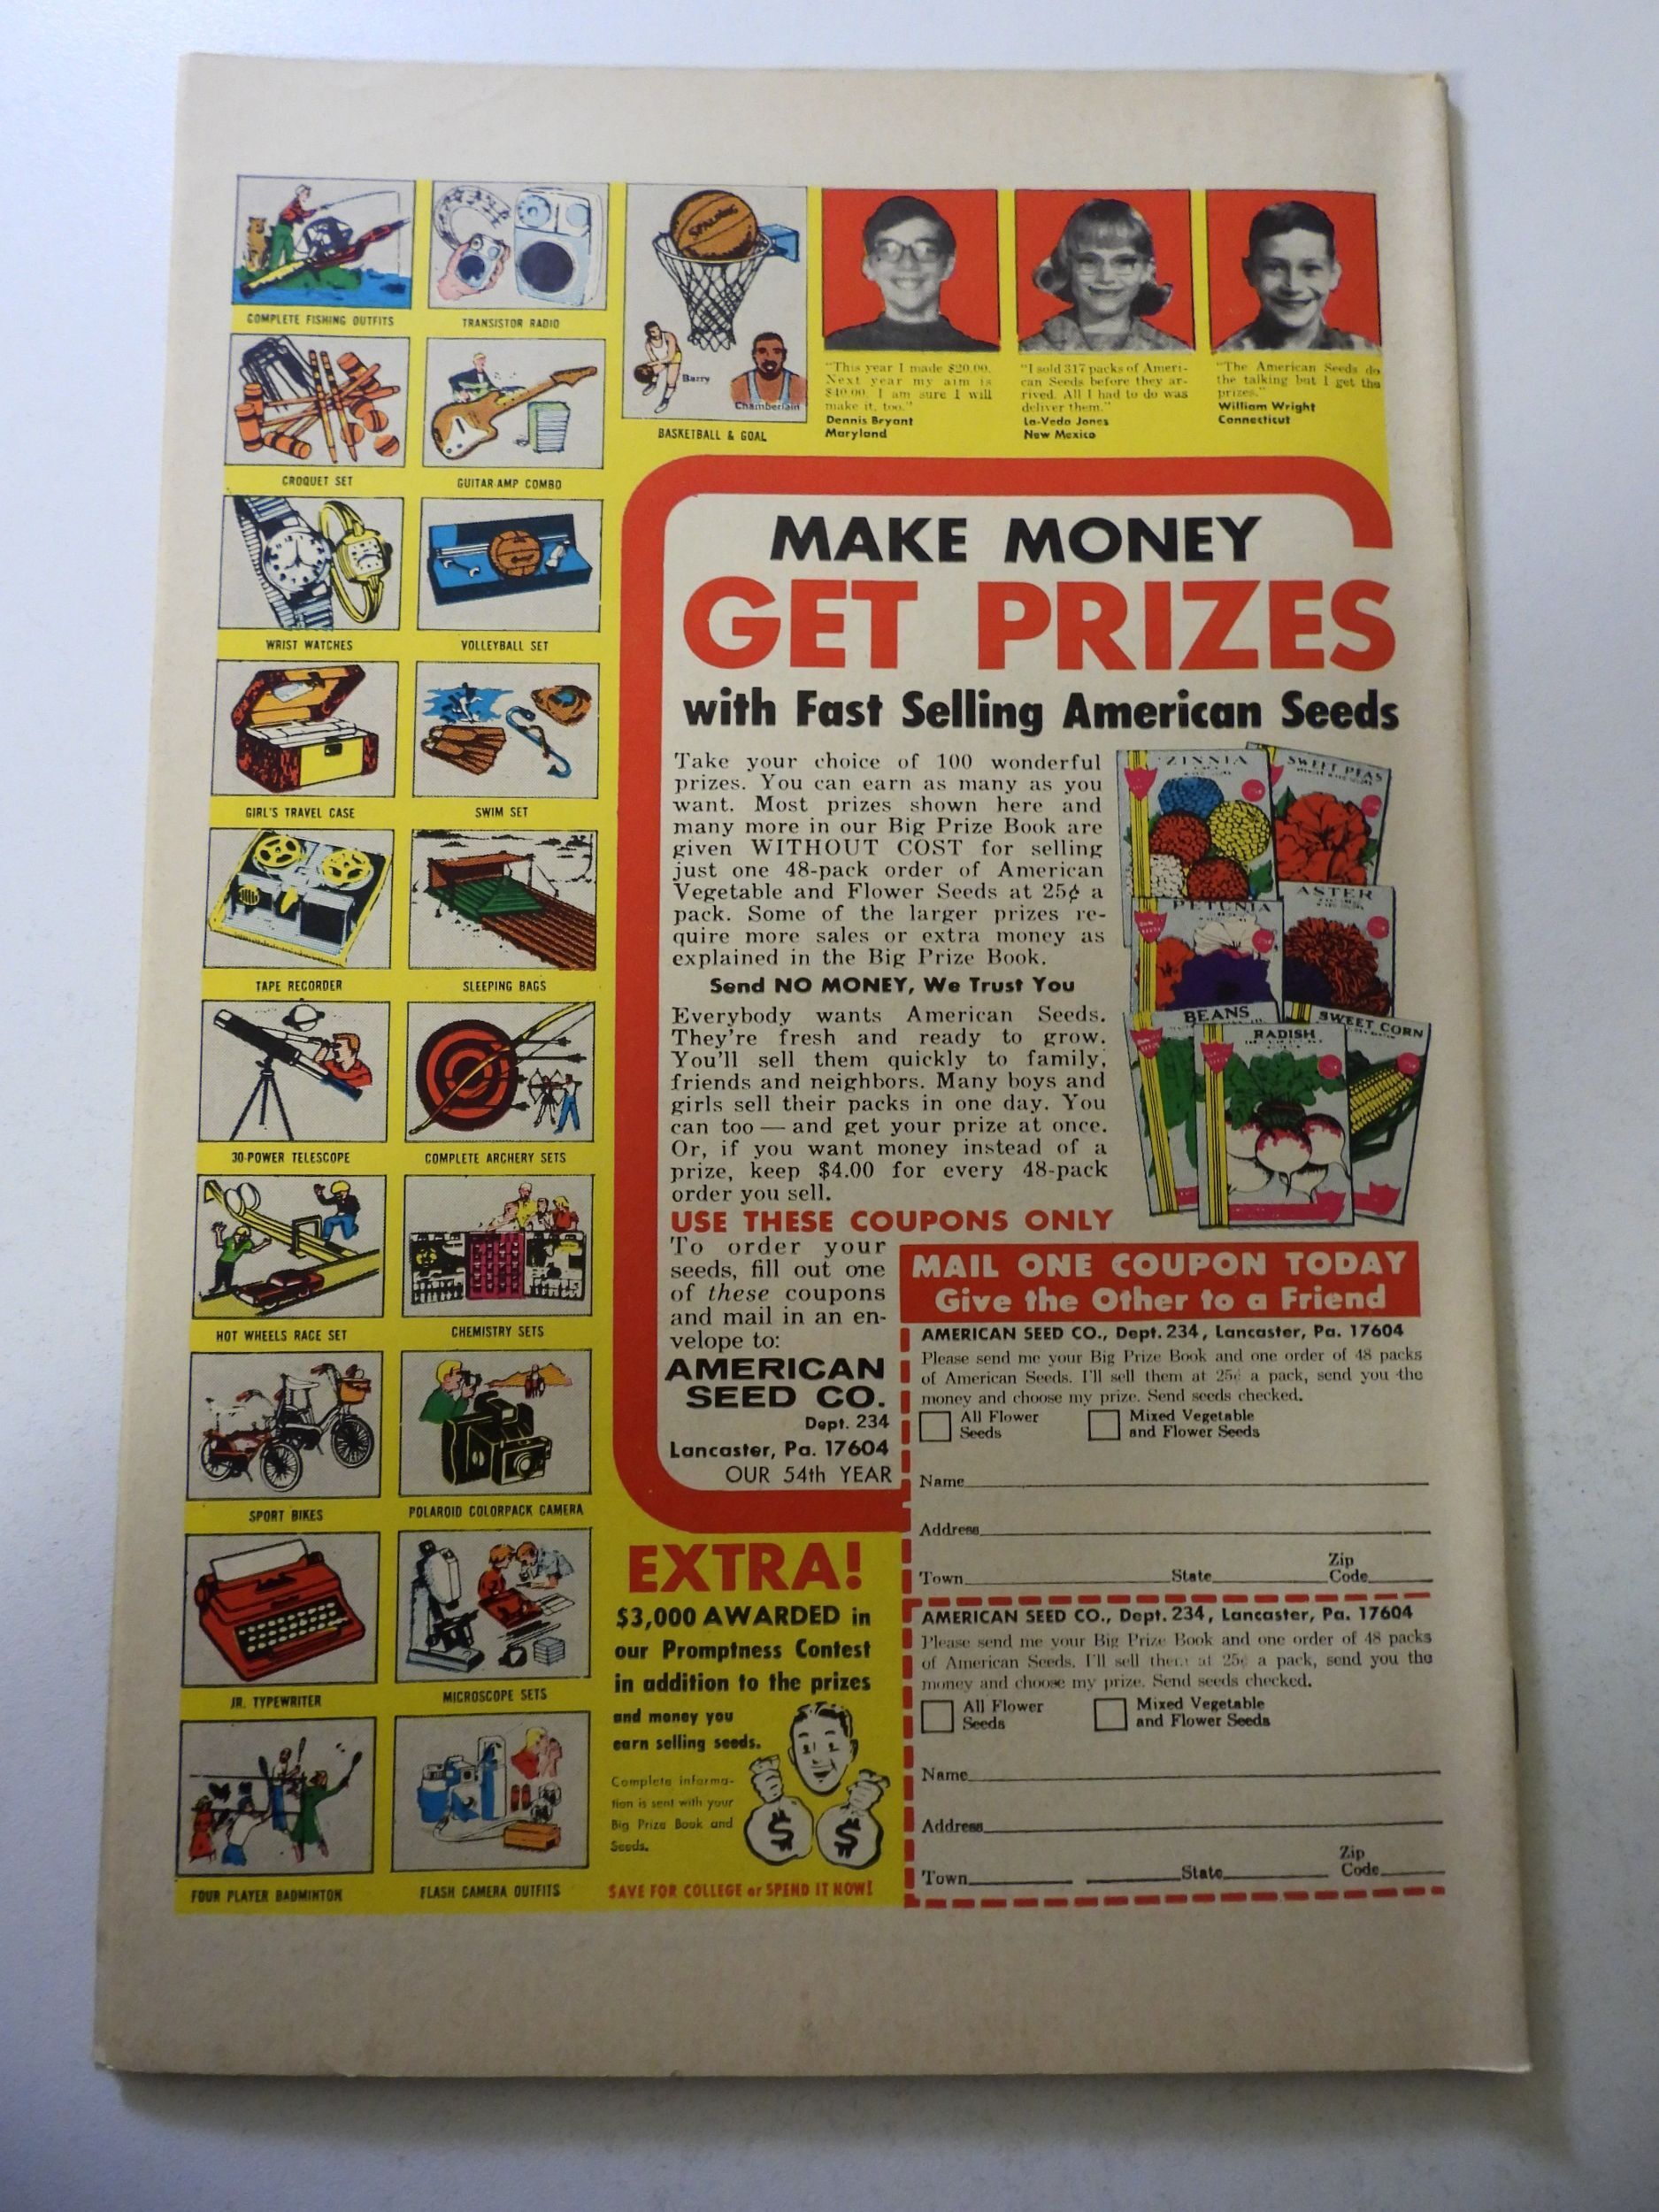 COMPLETE FISHING OUTFITS
TRANSISTOR RADIO
CROQUET SET
GUITAR-AMP COMBO
WRIST WATCHES
VOLLEYBALL SET
GIRL'S TRAVEL CASE
SWIM SET
TAPE RECORDER
SLEEPING BAGS
30-POWER TELESCOPE
COMPLETE ARCHERY SETS
HOT WHEELS RACE SET
CHEMISTRY SETS
SPORT BIKES
POLAROID COLORPACK CAMERA
JR. TYPEWRITER
MICROSCOPE SETS
FOUR PLAYER BADMINTON
FLASH CAMERA OUTFITS
SPALDING
Barry
Chamberlain
BASKETBALL & GOAL
"This year I made $20.00.
Next year my aim is
$40.00. I am sure I will
make it, too."
Dennis Bryant
Maryland
"I sold 317 packs of Ameri-
can Seeds before they ar-
rived. All I had to do was
deliver them."
La-Veda Jones
New Mexico
"The American Seeds do
the talking but I get the
prizes."
William Wright
Connecticut
MAKE MONEY
GET PRIZES
with Fast Selling American Seeds
Take your choice of 100 wonderful
prizes. You can earn as many as you
want. Most prizes shown here and
many more in our Big Prize Book are
given WITHOUT COST for selling
just one 48-pack order of American
Vegetable and Flower Seeds at 25¢ a
pack. Some of the larger prizes re-
quire more sales or extra money as
explained in the Big Prize Book.
Send NO MONEY, We Trust You
Everybody wants American Seeds.
They're fresh and ready to grow.
You'll sell them quickly to family,
friends and neighbors. Many boys and
girls sell their packs in one day. You
can too — and get your prize at once.
Or, if you want money instead of a
prize, keep $4.00 for every 48-pack
order you sell.
ZINNIA
SWEET PEAS
PETUNIA
ASTER
BEANS
RADISH
SWEET CORN
USE THESE COUPONS ONLY
To order your
seeds, fill out one
of these coupons
and mail in an en-
velope to:
AMERICAN
SEED CO.
Dept. 234
Lancaster, Pa. 17604
OUR 54th YEAR
EXTRA!
$3,000 AWARDED in
our Promptness Contest
in addition to the prizes
and money you
earn selling seeds.
Complete informa-
tion is sent with your
Big Prize Book and
Seeds.
$ $
SAVE FOR COLLEGE or SPEND IT NOW!
MAIL ONE COUPON TODAY
Give the Other to a Friend
AMERICAN SEED CO., Dept. 234, Lancaster, Pa. 17604
Please send me your Big Prize Book and one order of 48 packs
of American Seeds. I'll sell them at 25¢ a pack, send you the
money and choose my prize. Send seeds checked.
All Flower Seeds
Mixed Vegetable and Flower Seeds
Name
Address
Town State Zip Code
AMERICAN SEED CO., Dept. 234, Lancaster, Pa. 17604
Please send me your Big Prize Book and one order of 48 packs
of American Seeds. I'll sell them at 25¢ a pack, send you the
money and choose my prize. Send seeds checked.
All Flower Seeds
Mixed Vegetable and Flower Seeds
Name
Address
Town State Zip Code